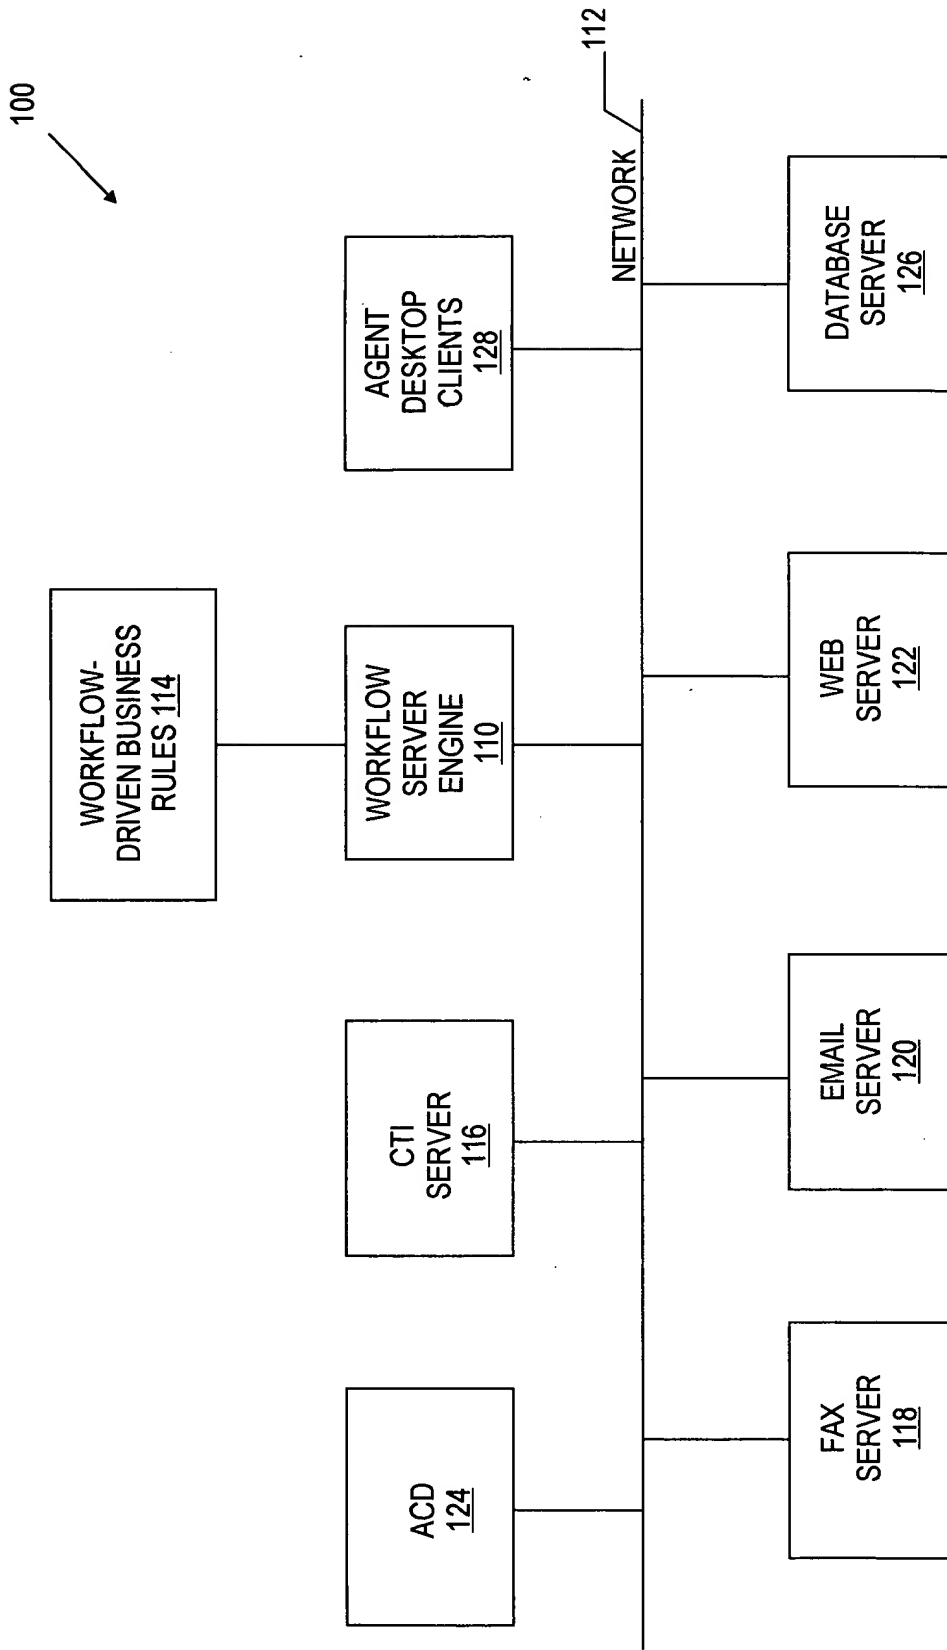 100
WORKFLOW-
DRIVEN BUSINESS
RULES 114
ACD
124
CTI
SERVER
116
WORKFLOW
SERVER
ENGINE
110
AGENT
DESKTOP
CLIENTS
128
NETWORK
112
FAX
SERVER
118
EMAIL
SERVER
120
WEB
SERVER
122
DATABASE
SERVER
126